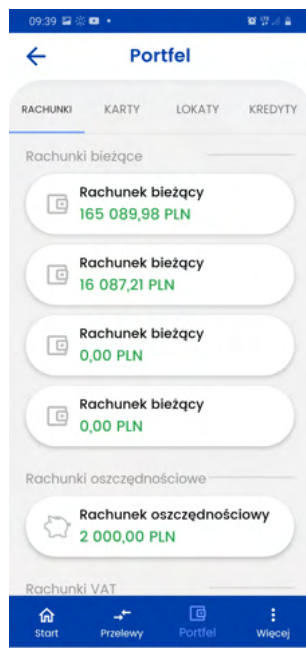 09:39
Portfel
RACHUNKI KARTY LOKATY KREDYTY
Rachunki bieżące
Rachunek bieżący
165 089,98 PLN
Rachunek bieżący
16 087,21 PLN
Rachunek bieżący
0,00 PLN
Rachunek bieżący
0,00 PLN
Rachunki oszczędnościowe
Rachunek oszczędnościowy
2 000,00 PLN
Rachunki VAT
Start Przelewy Portfel Więcej